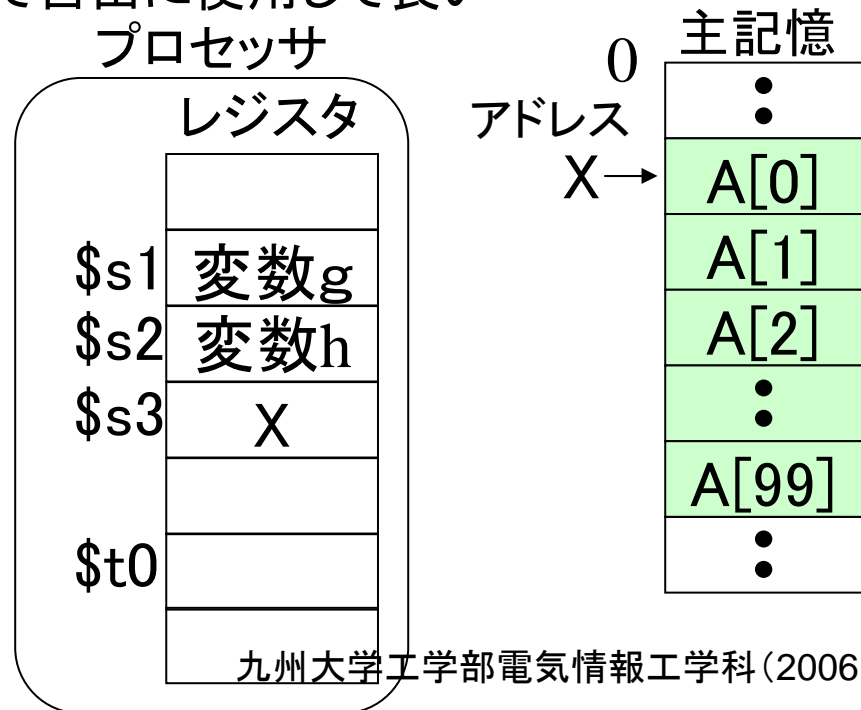 自由に使用して良い
プロセッサ
レジスタ
$s1 変数g
$s2 変数h
$s3 X
$t0
主記憶
0
アドレス
X
A[0]
A[1]
A[2]
A[99]
九州大学工学部電気情報工学科(2006